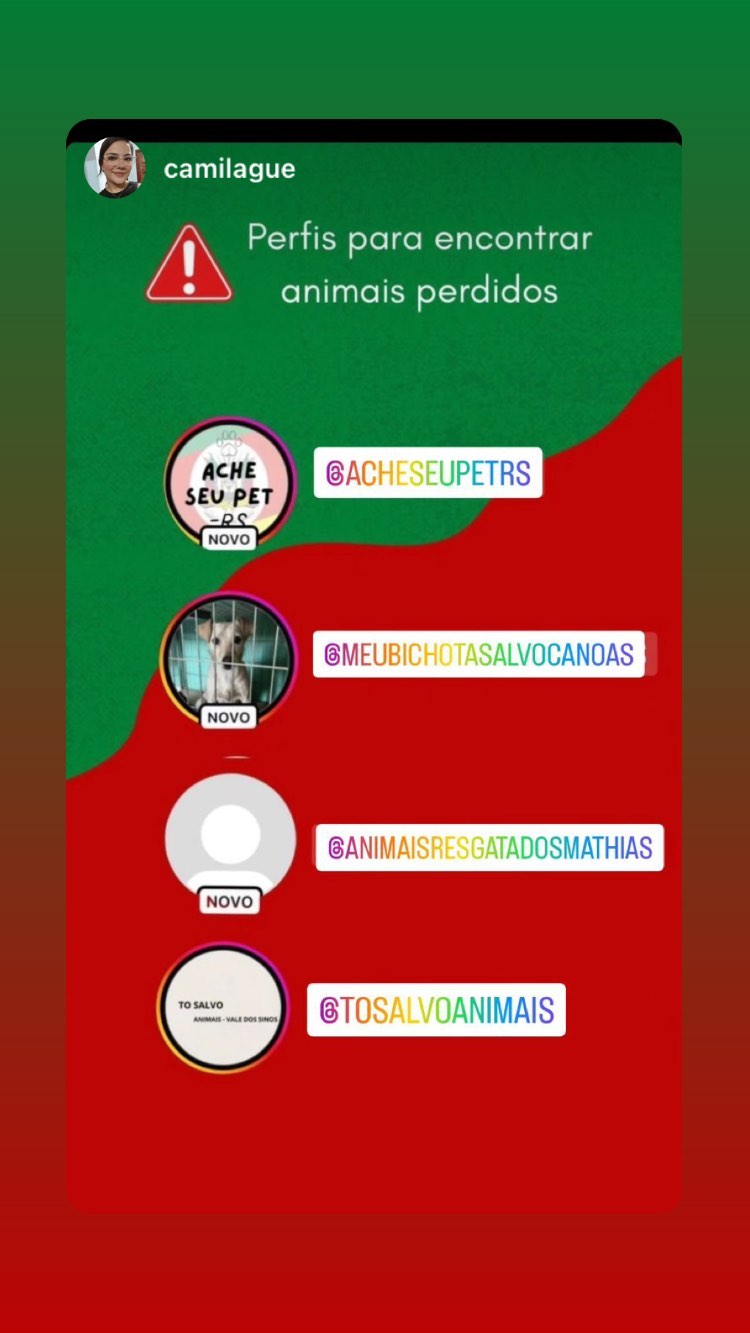 camilague
Perfis para encontrar
animais perdidos
ACHE
SEU PET
-RS
NOVO
@ACHESEUPETRS
NOVO
@MEUBICHOTASALVOCANOAS
NOVO
@ANIMAISRESGATADOSMATHIAS
TO SALVO
ANIMAIS - VALE DOS SINOS
@TOSALVOANIMAIS